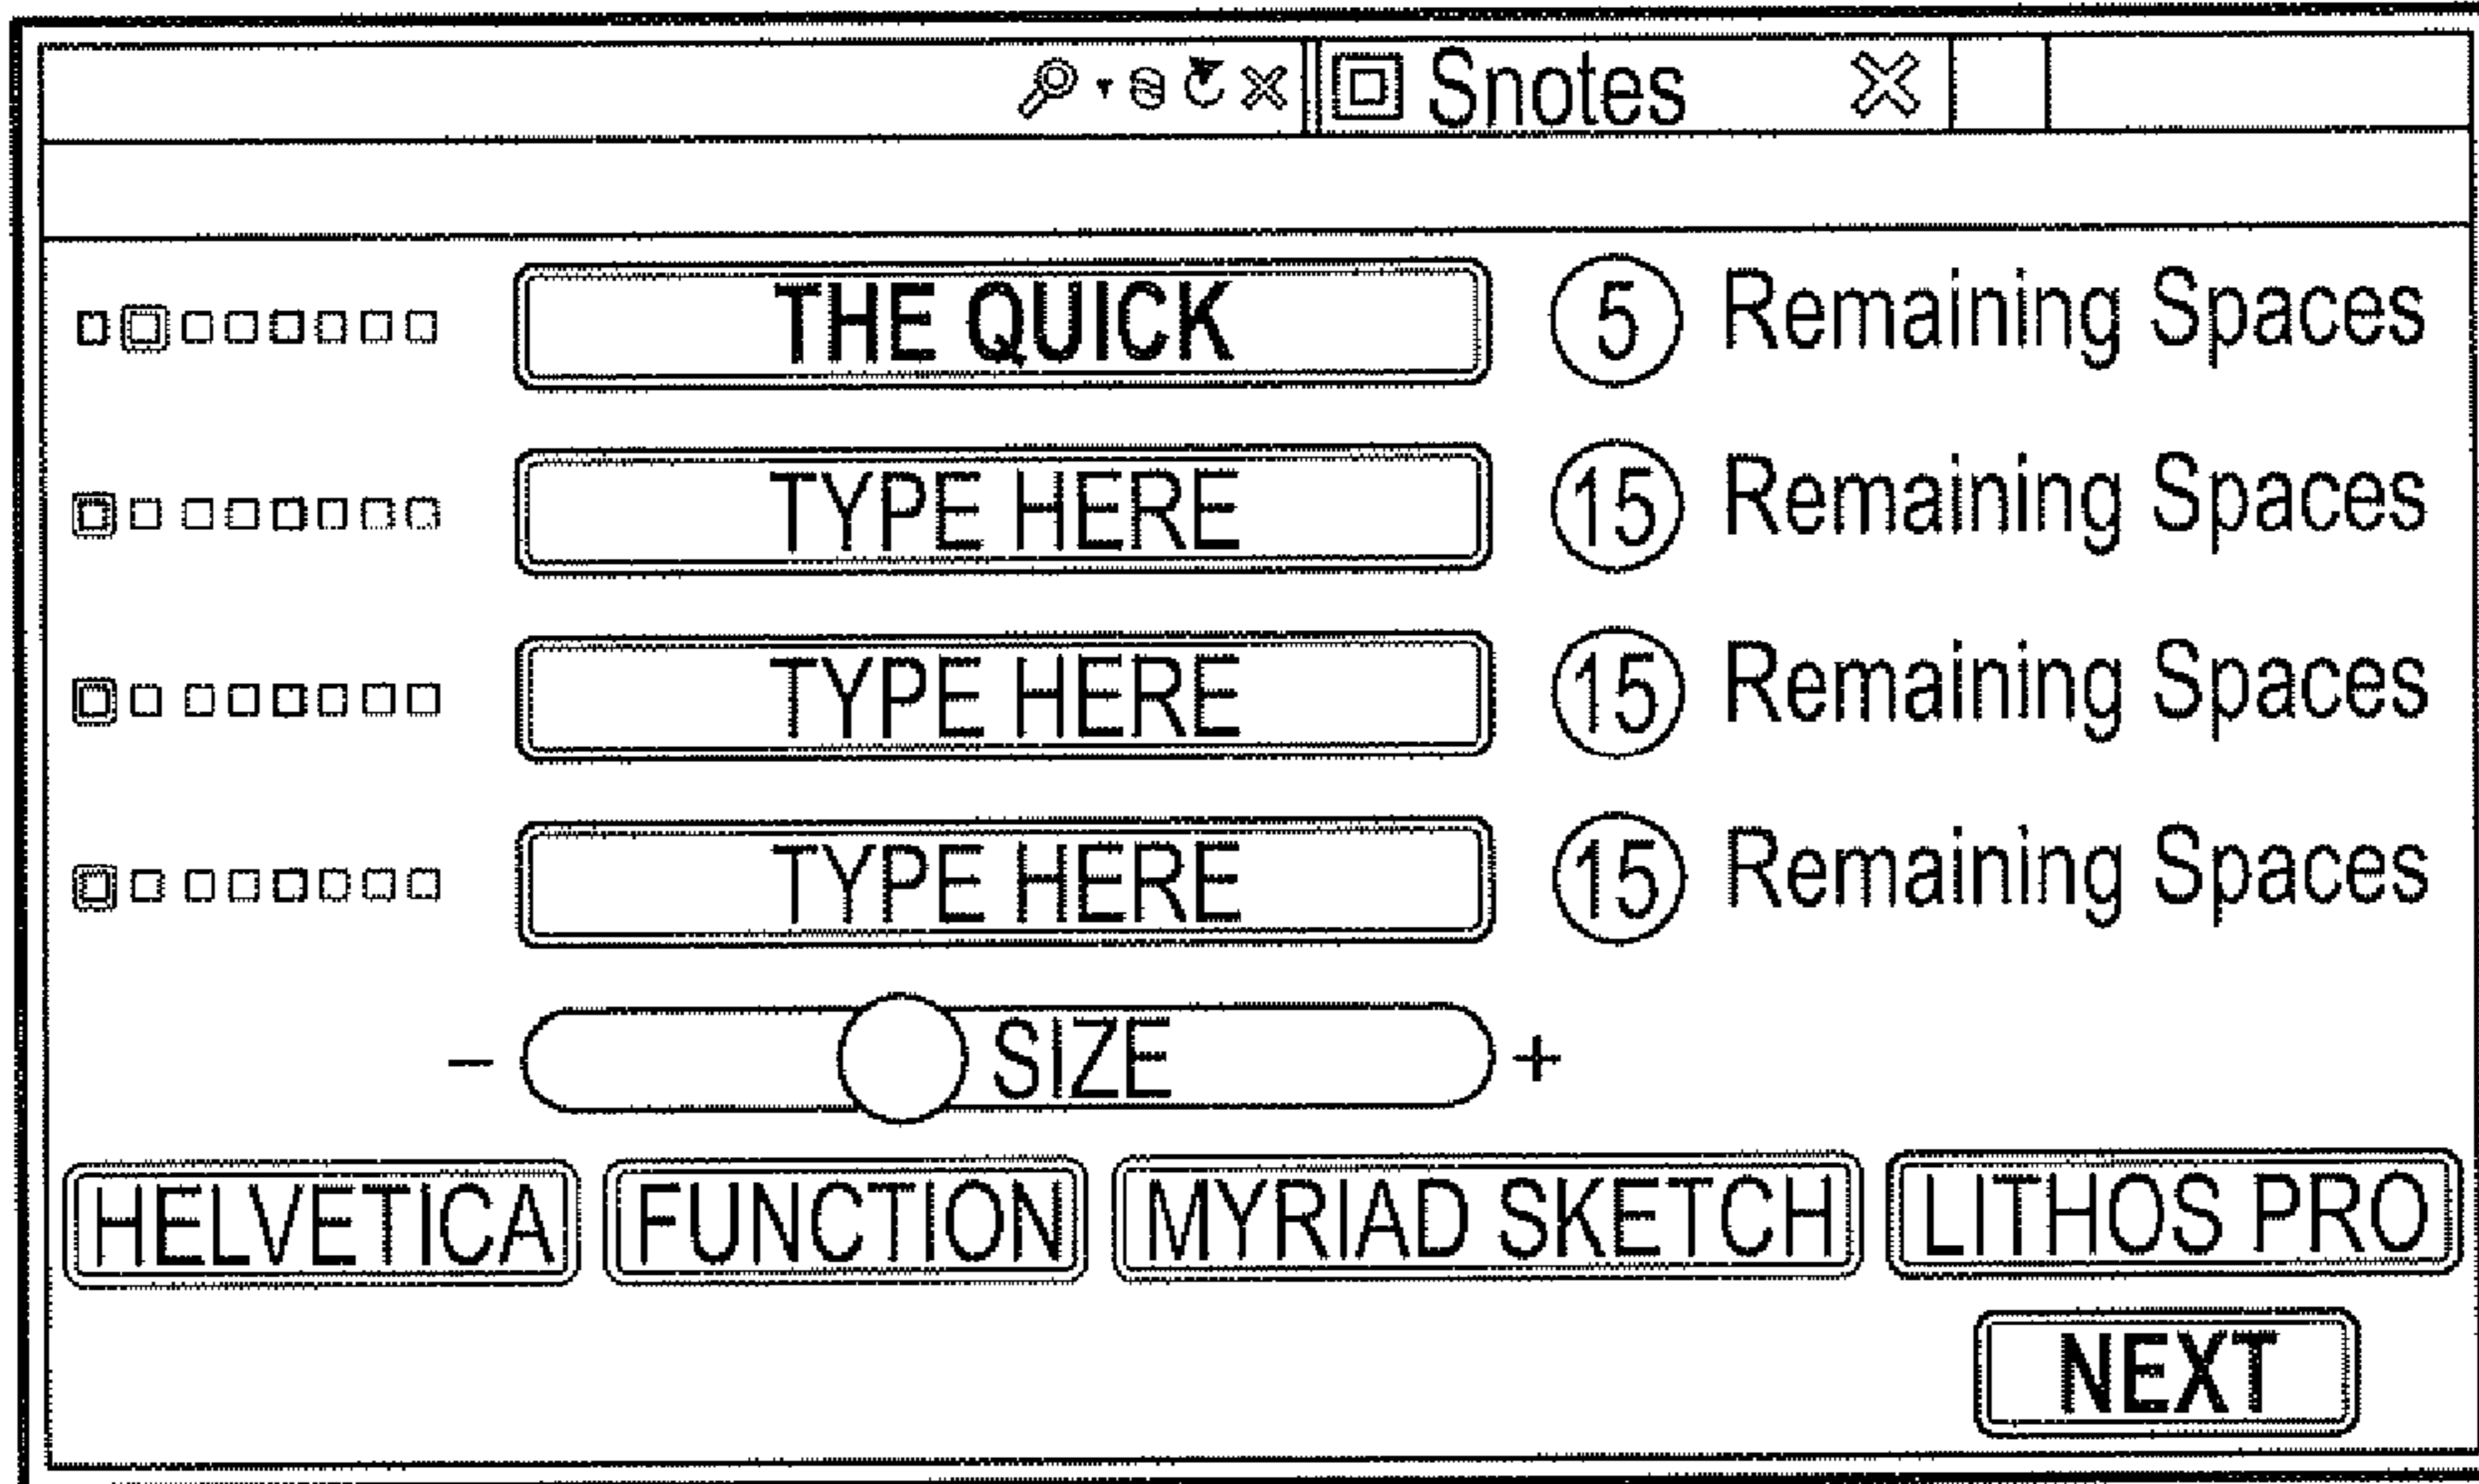 Snotes
THE QUICK 5 Remaining Spaces
TYPE HERE 15 Remaining Spaces
TYPE HERE 15 Remaining Spaces
TYPE HERE 15 Remaining Spaces
- SIZE +
HELVETICA FUNCTION MYRIAD SKETCH LITHOS PRO
NEXT